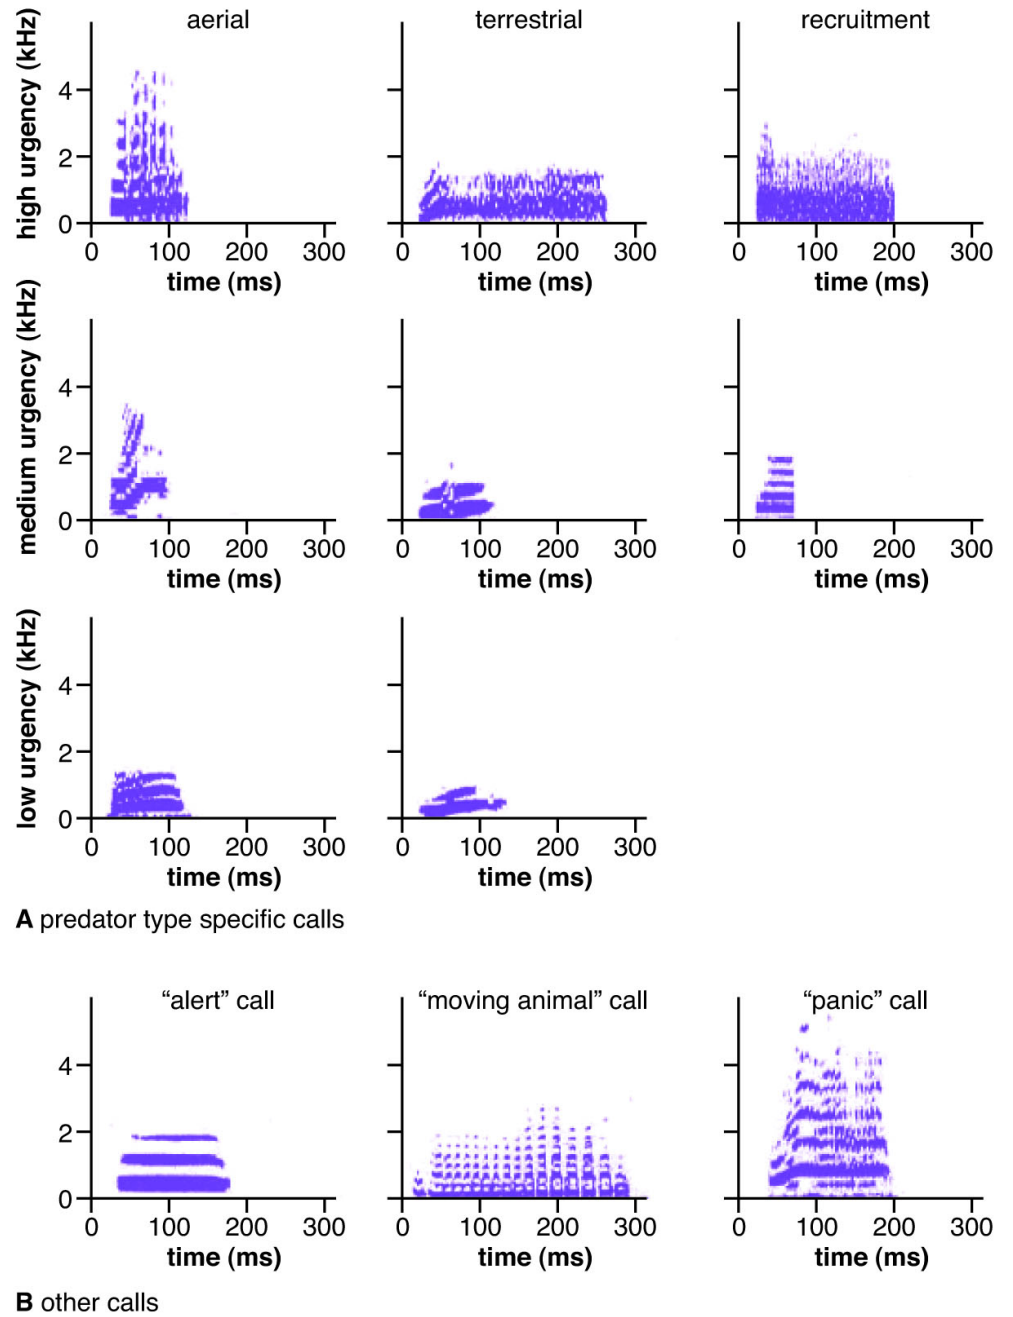 aerial terrestrial recruitment
high urgency (kHz)
4
2
0
0 100 200 300 0 100 200 300 0 100 200 300
time (ms) time (ms) time (ms)
medium urgency (kHz)
4
2
0
0 100 200 300 0 100 200 300 0 100 200 300
time (ms) time (ms) time (ms)
low urgency (kHz)
4
2
0
0 100 200 300 0 100 200 300
time (ms) time (ms)
A predator type specific calls
“alert” call “moving animal” call “panic” call
4
2
0
0 100 200 300 0 100 200 300 0 100 200 300
time (ms) time (ms) time (ms)
B other calls